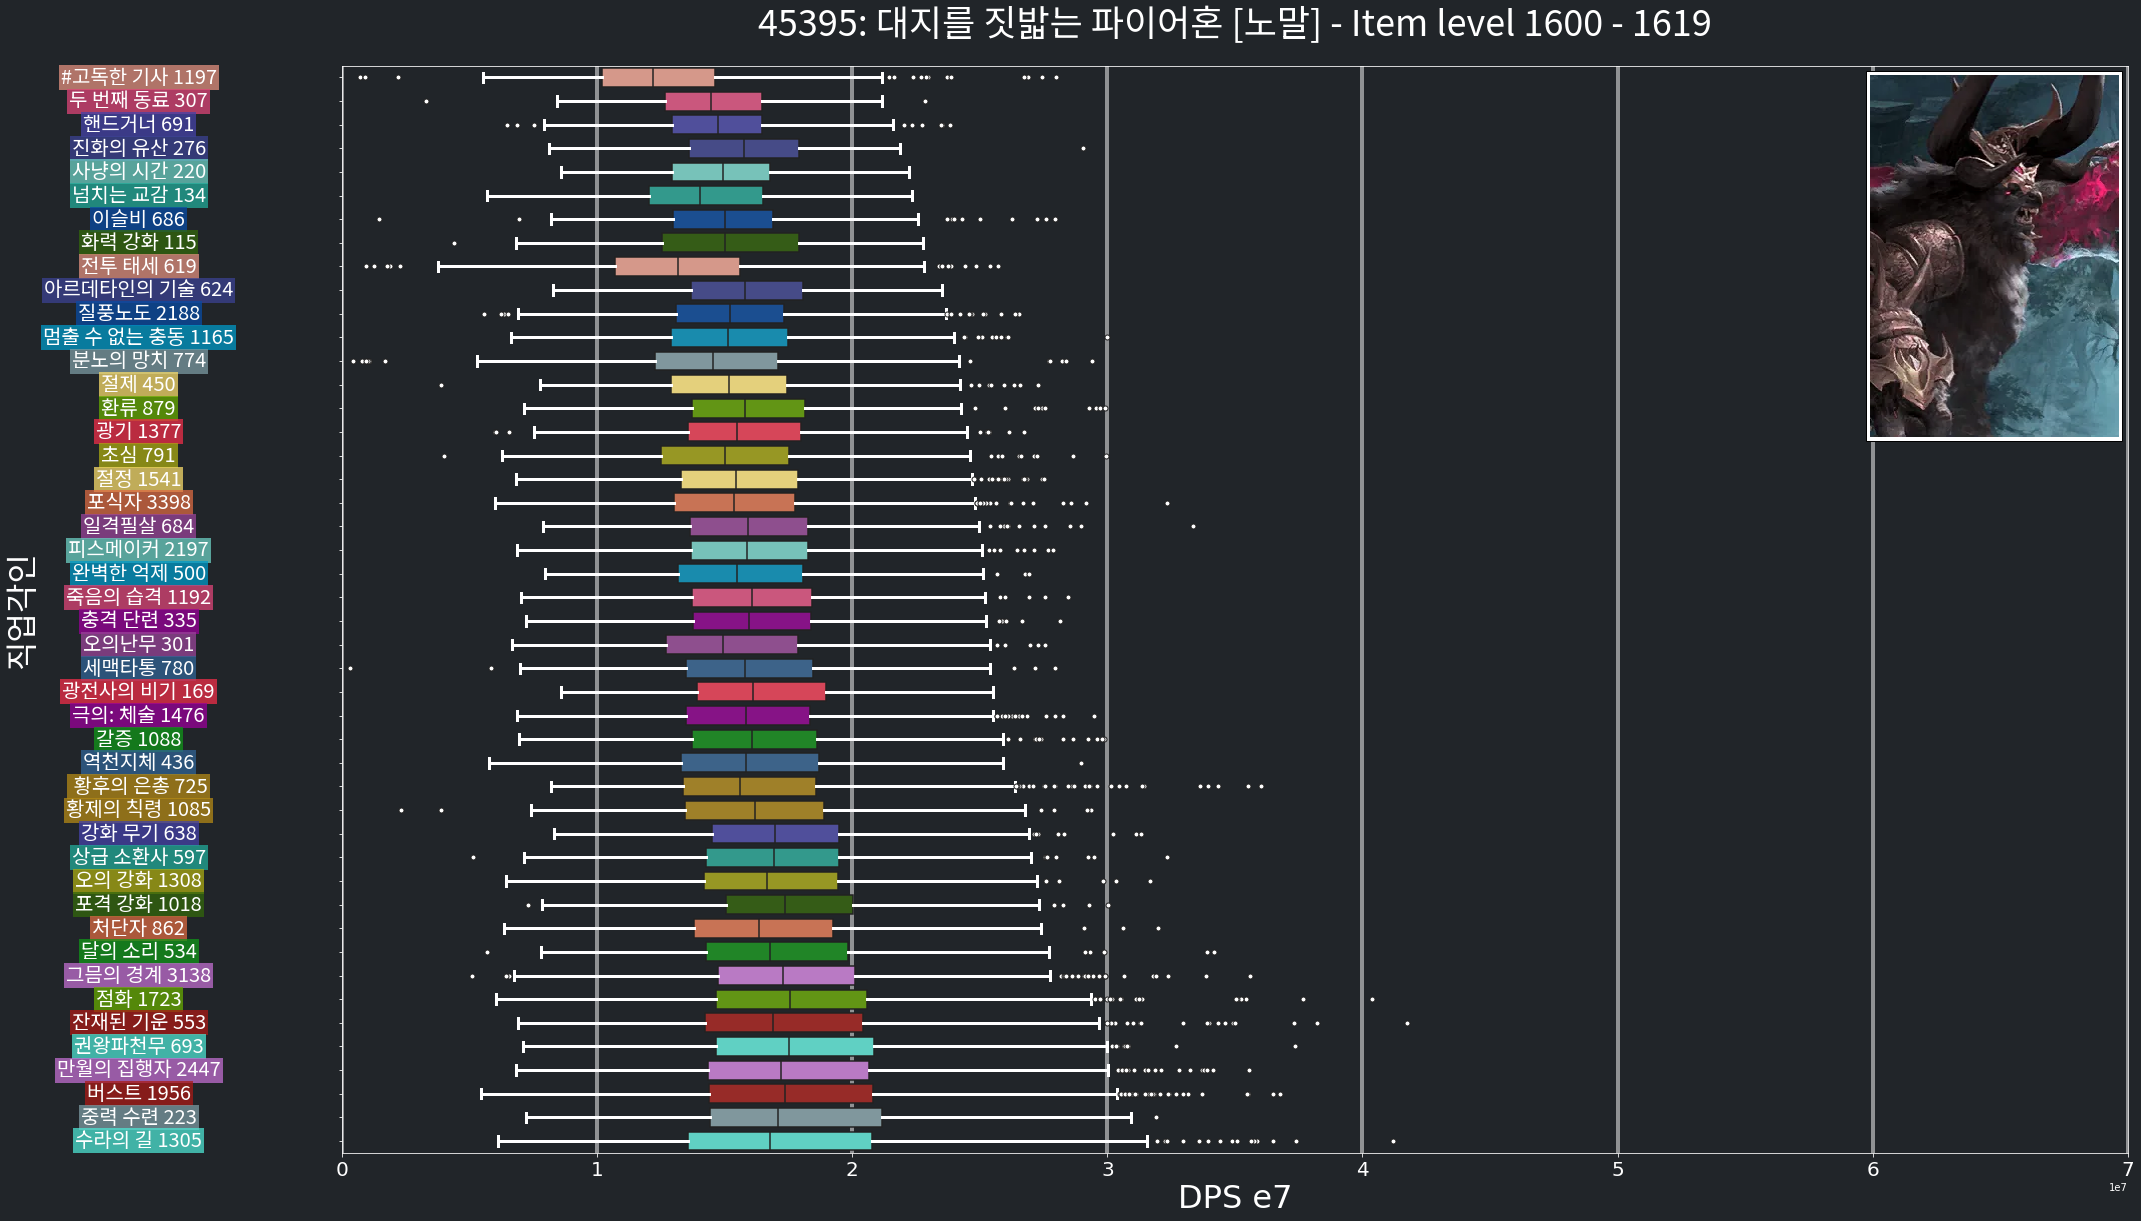 45395: 대지를 짓밟는 파이어혼 [노말] - Item level 1600 - 1619
#고독한 기사 1197
두 번째 동료 307
핸드거너 691
진화의 유산 276
사냥의 시간 220
넘치는 교감 134
이슬비 686
화력 강화 115
전투 태세 619
아르데타인의 기술 624
질풍노도 2188
멈출 수 없는 충동 1165
분노의 망치 774
절제 450
환류 879
광기 1377
초심 791
절정 1541
포식자 3398
일격필살 684
피스메이커 2197
완벽한 억제 500
죽음의 습격 1192
충격 단련 335
오의난무 301
세맥타통 780
광전사의 비기 169
극의: 체술 1476
갈증 1088
역천지체 436
황후의 은총 725
황제의 칙령 1085
강화 무기 638
상급 소환사 597
오의 강화 1308
포격 강화 1018
처단자 862
달의 소리 534
그믐의 경계 3138
점화 1723
잔재된 기운 553
권왕파천무 693
만월의 집행자 2447
버스트 1956
중력 수련 223
수라의 길 1305
직업각인
0 1 2 3 4 5 6 7
DPS e7
1e7